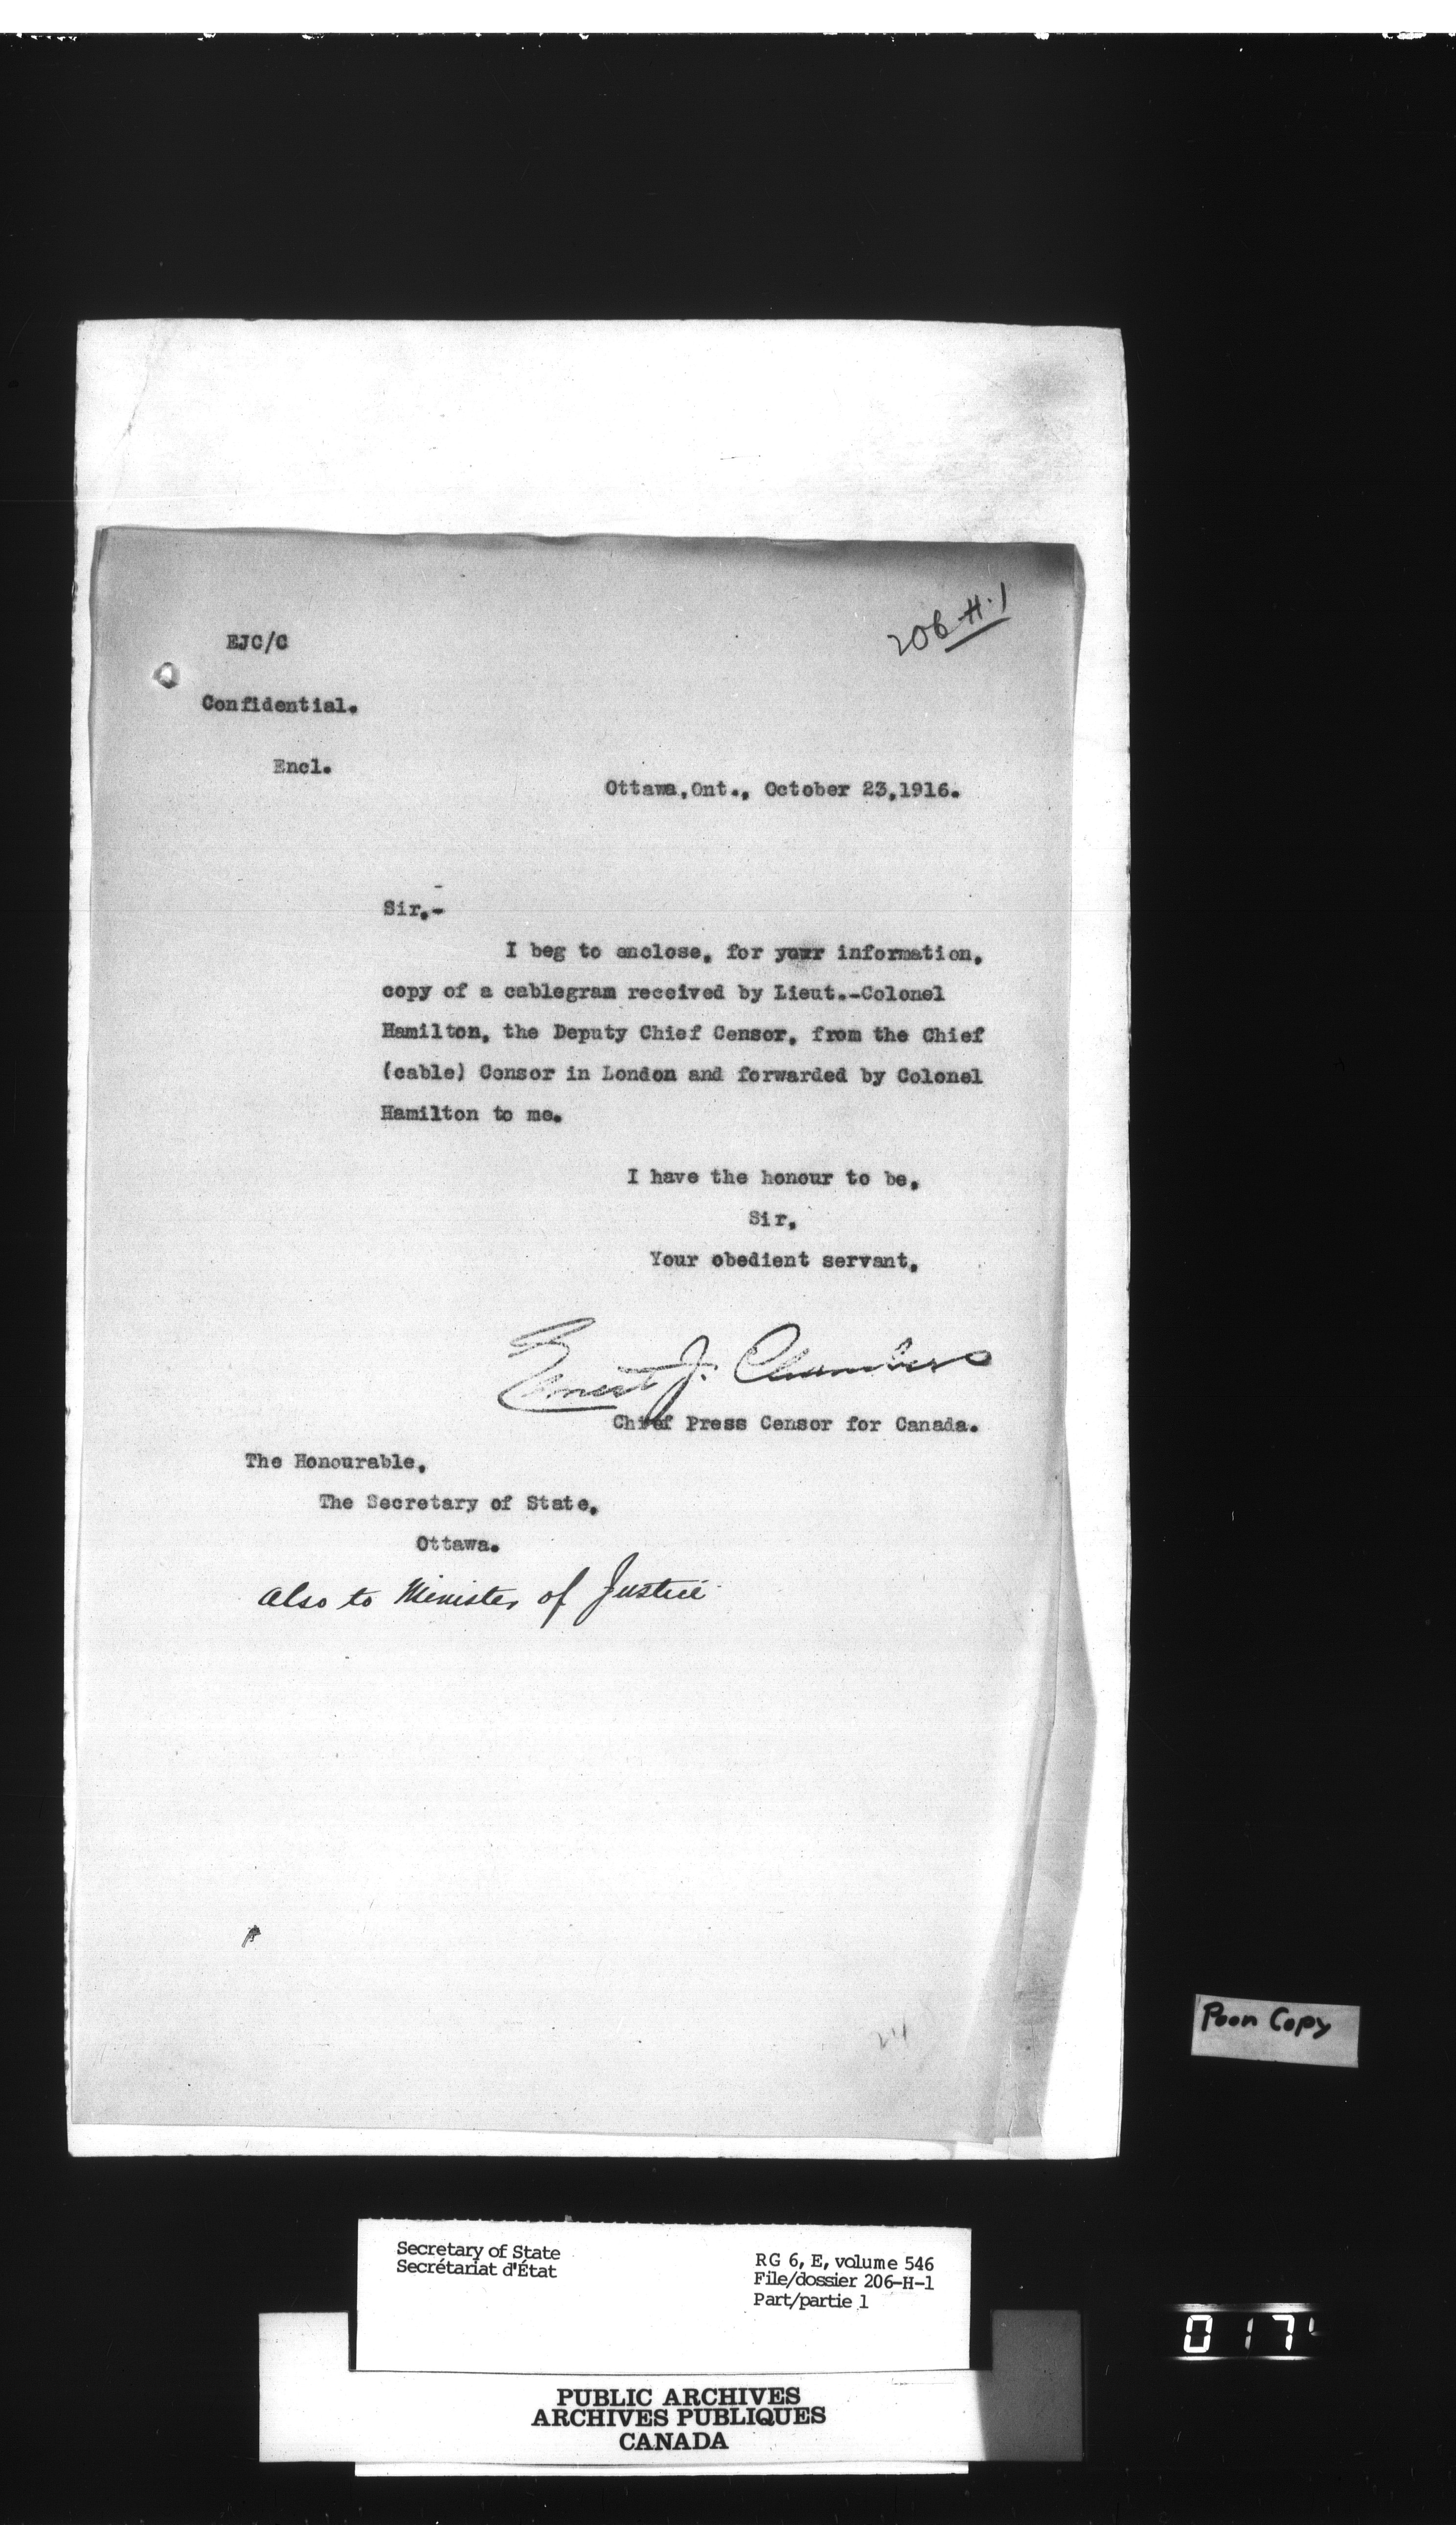 206-H-1
EJC/C
Confidential.
Encl.
Ottawa,Ont., October 23,1916.
Sir,-
I beg to enclose, for your information,
copy of a cablegram received by Lieut.-Colonel
Hamilton, the Deputy Chief Censor, from the Chief
(cable) Censor in London and forwarded by Colonel
Hamilton to me.
I have the honour to be,
Sir,
Your obedient servant,
Ernest J. Chambers
Chief Press Censor for Canada.
The Honourable,
The Secretary of State,
Ottawa.
also to Minister of Justice
Poor Copy
Secretary of State
Secrétariat d'État
RG 6, E, volume 546
File/dossier 206-H-1
Part/partie 1
PUBLIC ARCHIVES
ARCHIVES PUBLIQUES
CANADA
017